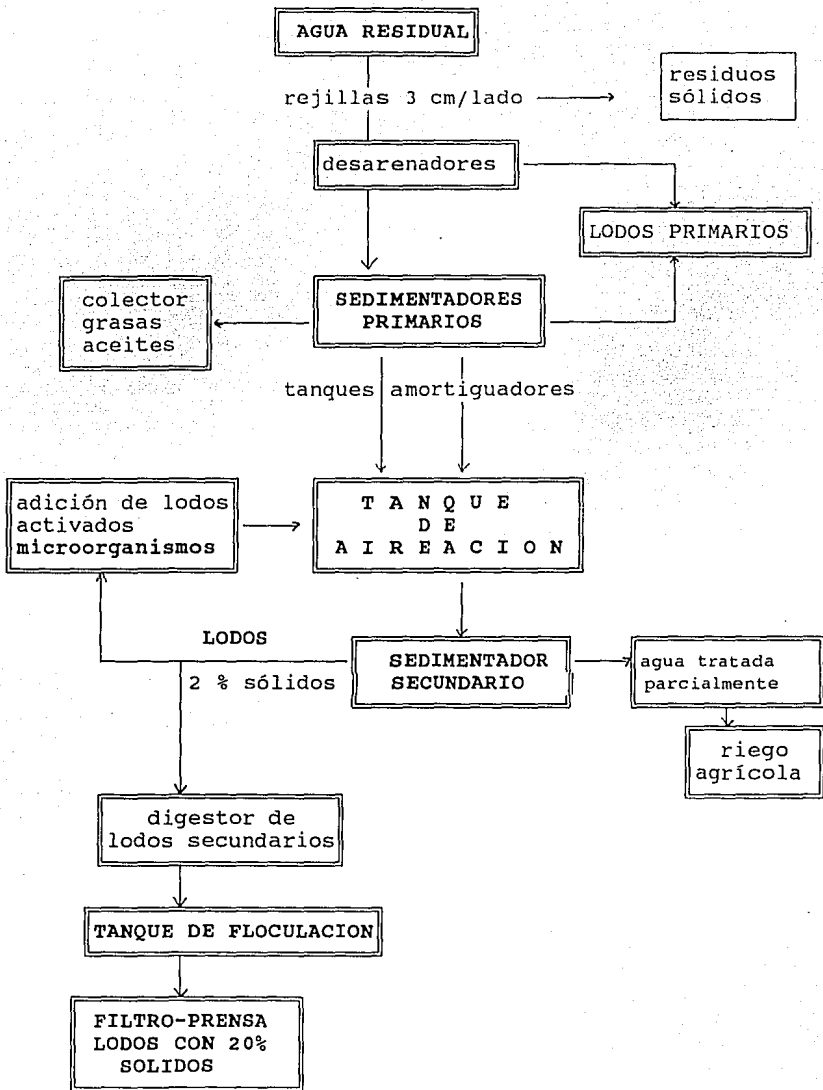 AGUA RESIDUAL
rejillas 3 cm/lado
residuos
sólidos
desarenadores
LODOS PRIMARIOS
colector
grasas
aceites
SEDIMENTADORES
PRIMARIOS
tanques amortiguadores
adición de lodos
activados
microorganismos
T A N Q U E
D E
A I R E A C I O N
LODOS
2 % sólidos
SEDIMENTADOR
SECUNDARIO
agua tratada
parcialmente
riego
agrícola
digestor de
lodos secundarios
TANQUE DE FLOCULACION
FILTRO-PRENSA
LODOS CON 20%
SOLIDOS